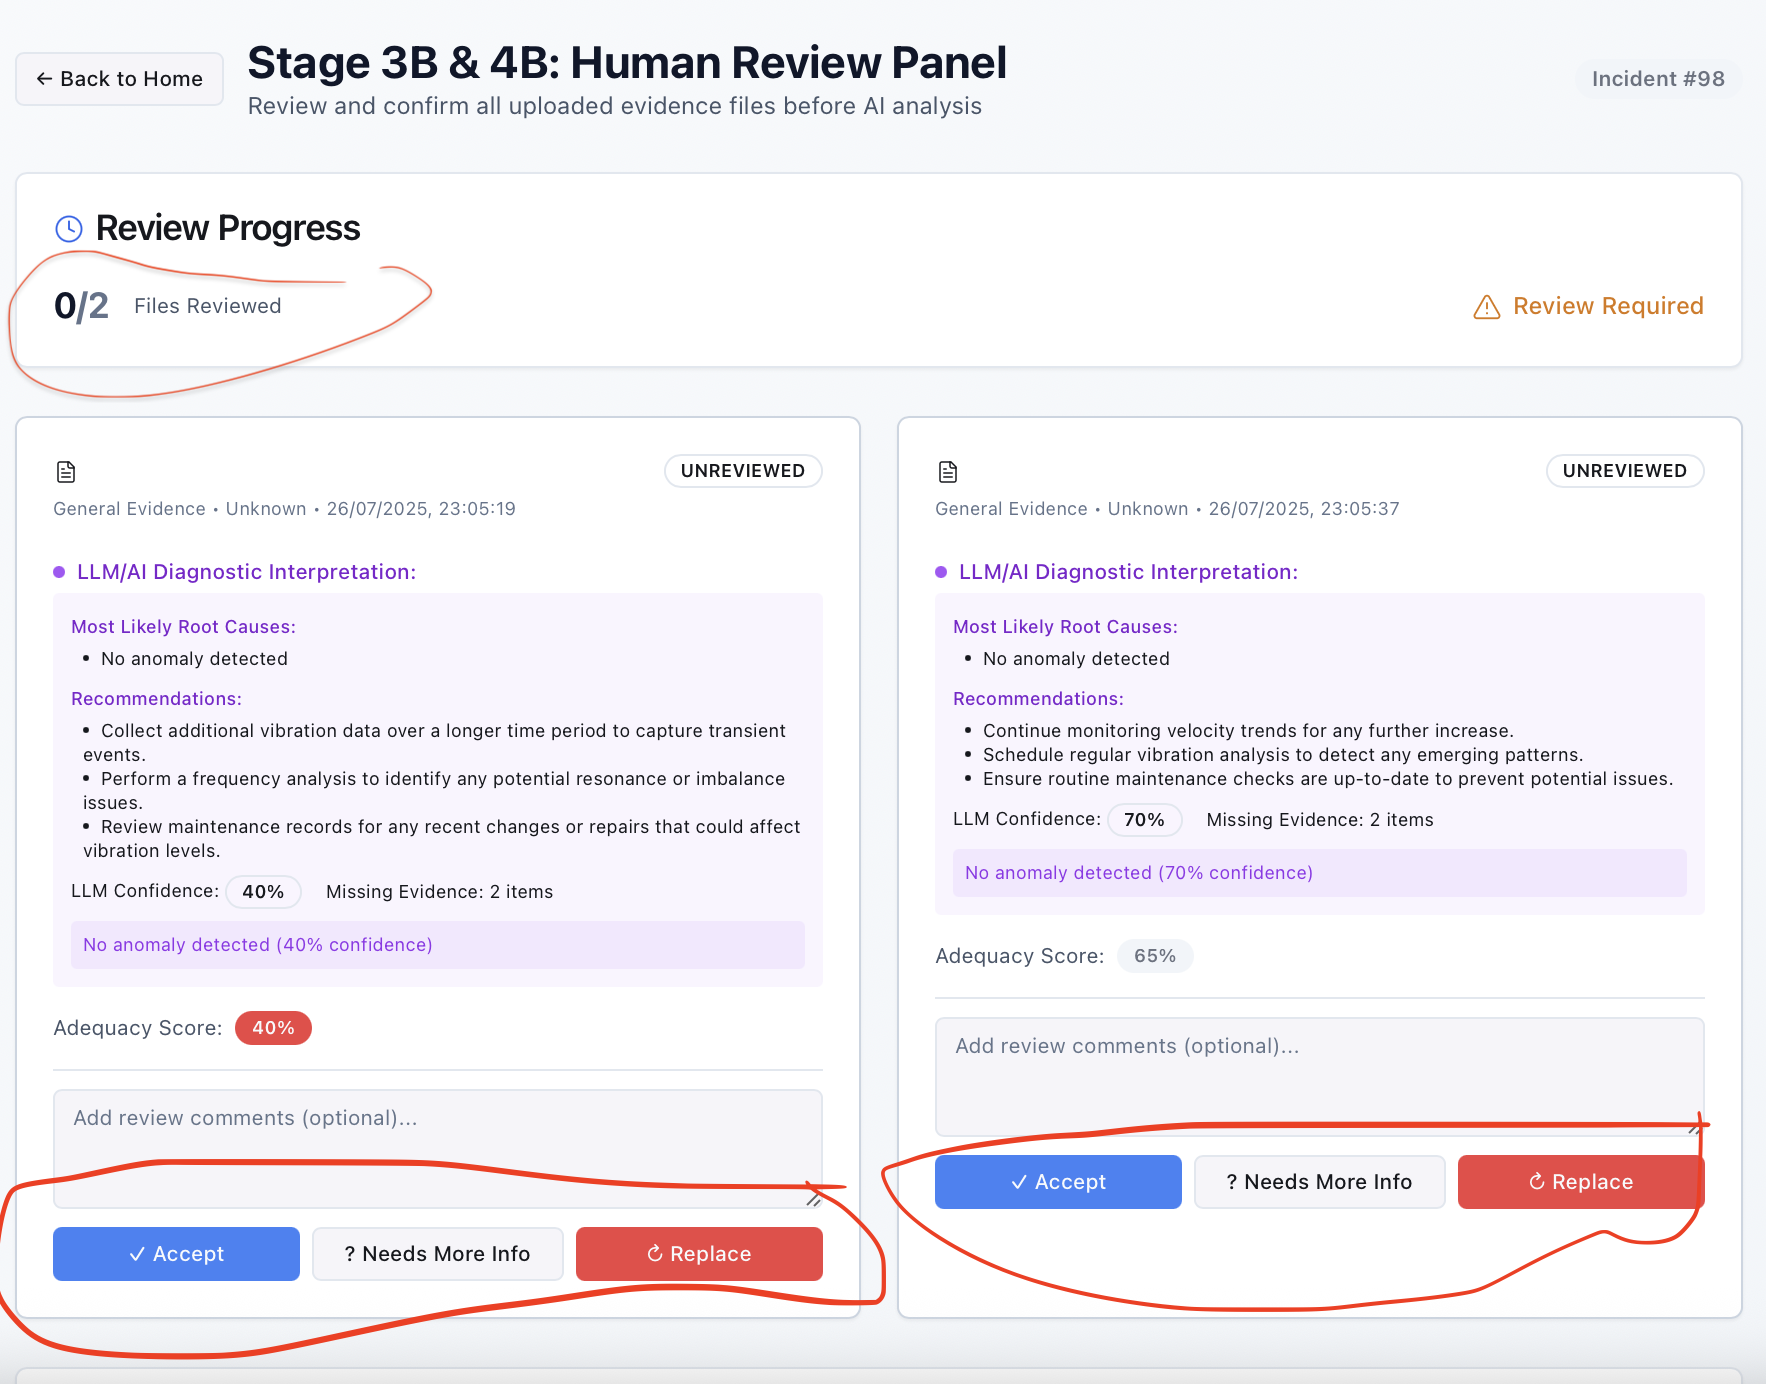 ← Back to Home
Stage 3B & 4B: Human Review Panel
Review and confirm all uploaded evidence files before AI analysis
Incident #98
Review Progress
0/2 Files Reviewed
Review Required
UNREVIEWED
General Evidence • Unknown • 26/07/2025, 23:05:19
LLM/AI Diagnostic Interpretation:
Most Likely Root Causes:
• No anomaly detected
Recommendations:
• Collect additional vibration data over a longer time period to capture transient
events.
• Perform a frequency analysis to identify any potential resonance or imbalance
issues.
• Review maintenance records for any recent changes or repairs that could affect
vibration levels.
LLM Confidence: 40% Missing Evidence: 2 items
No anomaly detected (40% confidence)
Adequacy Score: 40%
Add review comments (optional)...
✓ Accept ? Needs More Info ↻ Replace
UNREVIEWED
General Evidence • Unknown • 26/07/2025, 23:05:37
LLM/AI Diagnostic Interpretation:
Most Likely Root Causes:
• No anomaly detected
Recommendations:
• Continue monitoring velocity trends for any further increase.
• Schedule regular vibration analysis to detect any emerging patterns.
• Ensure routine maintenance checks are up-to-date to prevent potential issues.
LLM Confidence: 70% Missing Evidence: 2 items
No anomaly detected (70% confidence)
Adequacy Score: 65%
Add review comments (optional)...
✓ Accept ? Needs More Info ↻ Replace